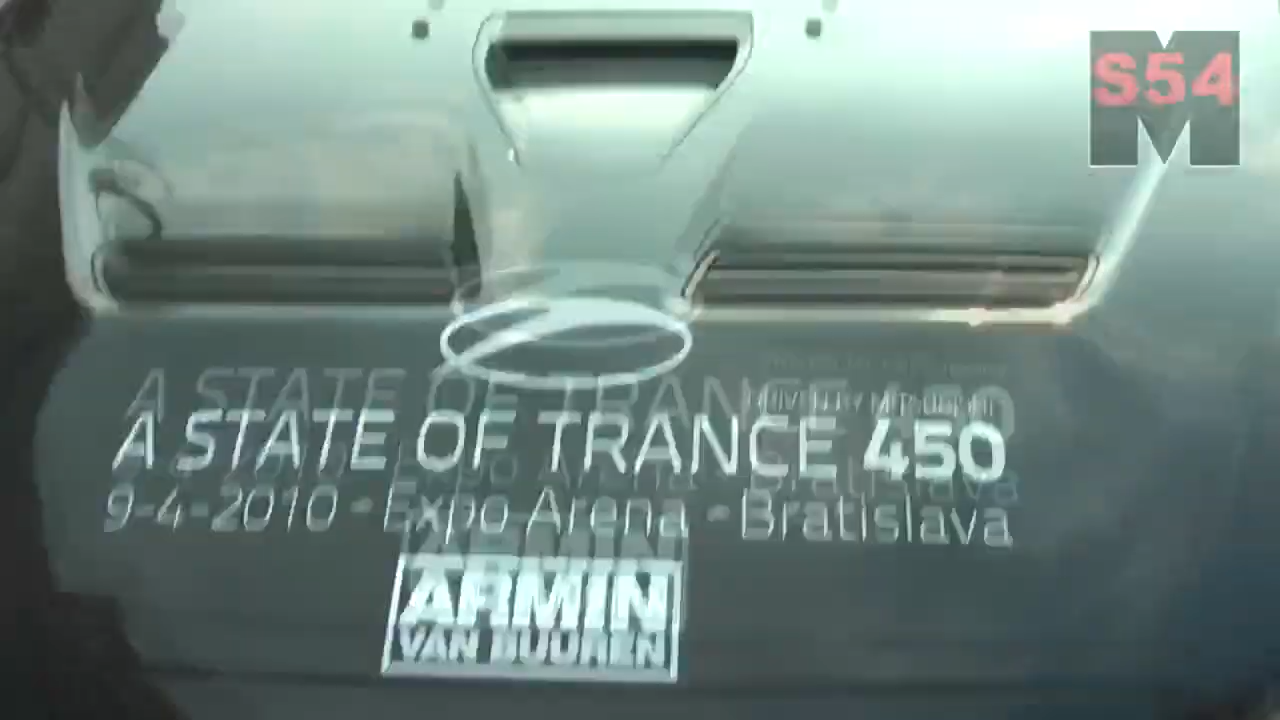 S54
M
A STATE OF TRANCE 450
9-4-2010 - Expo Arena - Bratislava
ARMIN
VAN BUUREN